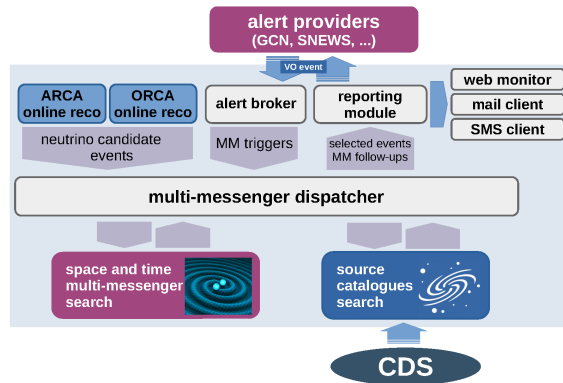 alert providers
(GCN, SNEWS, ...)
VO event
ARCA
online reco
ORCA
online reco
alert broker
reporting
module
web monitor
mail client
SMS client
neutrino candidate
events
MM triggers
selected events
MM follow-ups
multi-messenger dispatcher
space and time
multi-messenger
search
source
catalogues
search
CDS